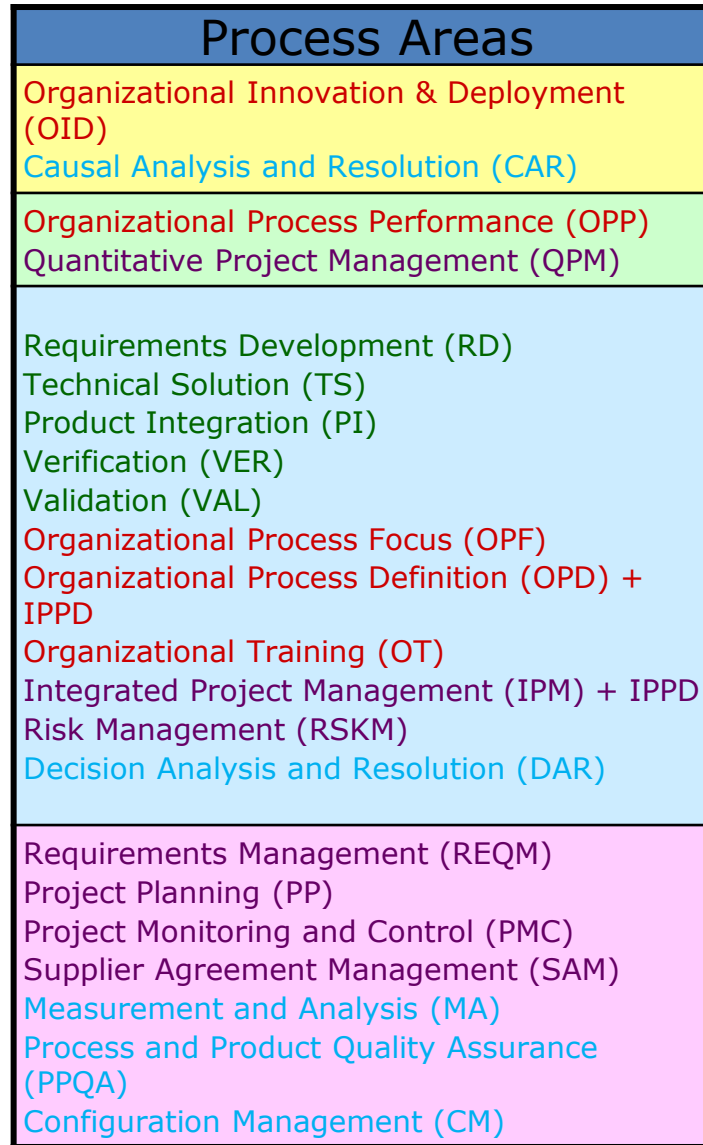 Process Areas
Organizational Innovation & Deployment
(OID)
Causal Analysis and Resolution (CAR)
Organizational Process Performance (OPP)
Quantitative Project Management (QPM)
Requirements Development (RD)
Technical Solution (TS)
Product Integration (PI)
Verification (VER)
Validation (VAL)
Organizational Process Focus (OPF)
Organizational Process Definition (OPD) +
IPPD
Organizational Training (OT)
Integrated Project Management (IPM) + IPPD
Risk Management (RSKM)
Decision Analysis and Resolution (DAR)
Requirements Management (REQM)
Project Planning (PP)
Project Monitoring and Control (PMC)
Supplier Agreement Management (SAM)
Measurement and Analysis (MA)
Process and Product Quality Assurance
(PPQA)
Configuration Management (CM)